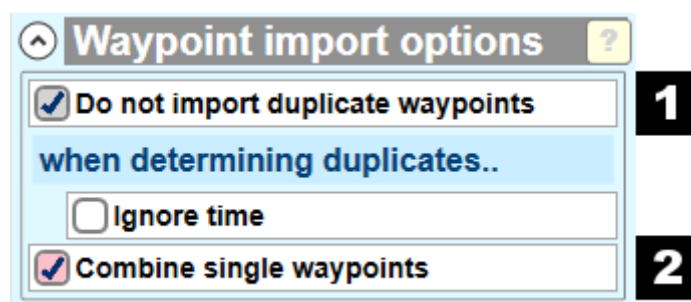 Waypoint import options ?
Do not import duplicate waypoints 1
when determining duplicates..
Ignore time
Combine single waypoints 2